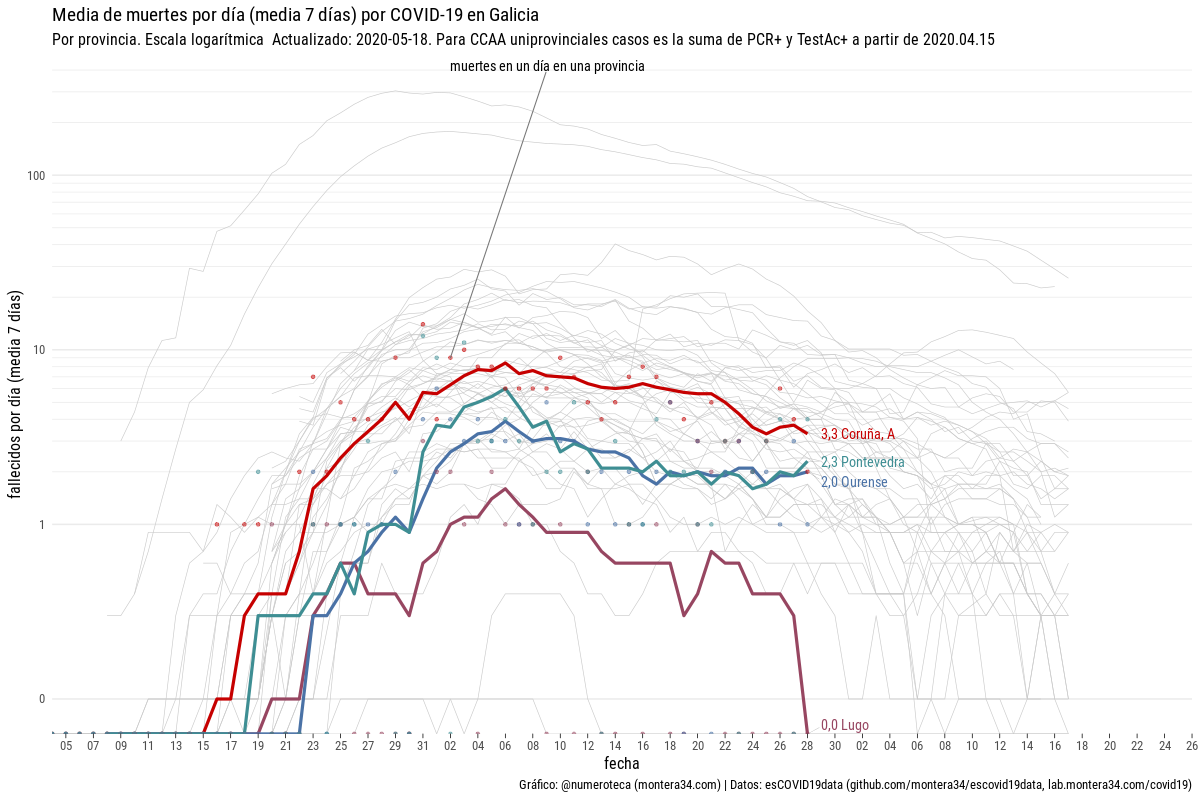 Media de muertes por día (media 7 días) por COVID-19 en Galicia
Por provincia. Escala logarítmica  Actualizado: 2020-05-18. Para CCAA uniprovinciales casos es la suma de PCR+ y TestAc+ a partir de 2020.04.15
muertes en un día en una provincia
fallecidos por día (media 7 días)
100
10
1
0
3,3 Coruña, A
2,3 Pontevedra
2,0 Ourense
0,0 Lugo
05 07 09 11 13 15 17 19 21 23 25 27 29 31 02 04 06 08 10 12 14 16 18 20 22 24 26 28 30 02 04 06 08 10 12 14 16 18 20 22 24 26
fecha
Gráfico: @numeroteca (montera34.com) | Datos: esCOVID19data (github.com/montera34/escovid19data, lab.montera34.com/covid19)